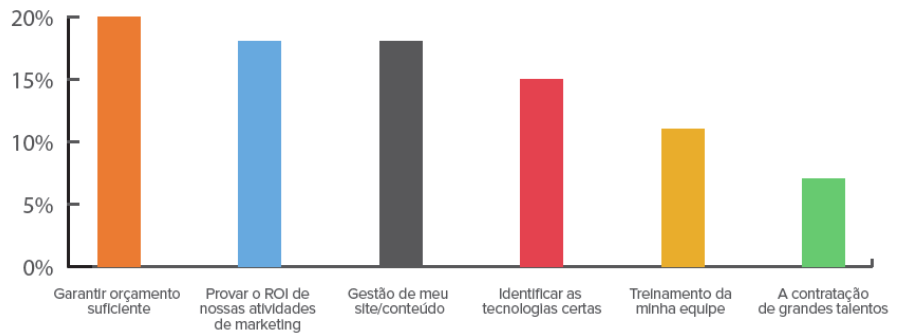 20%
15%
10%
5%
0%
Garantir orçamento
suficiente
Provar o ROI de
nossas atividades
de marketing
Gestão de meu
site/conteúdo
Identificar as
tecnologias certas
Treinamento da
minha equipe
A contratação
de grandes talentos